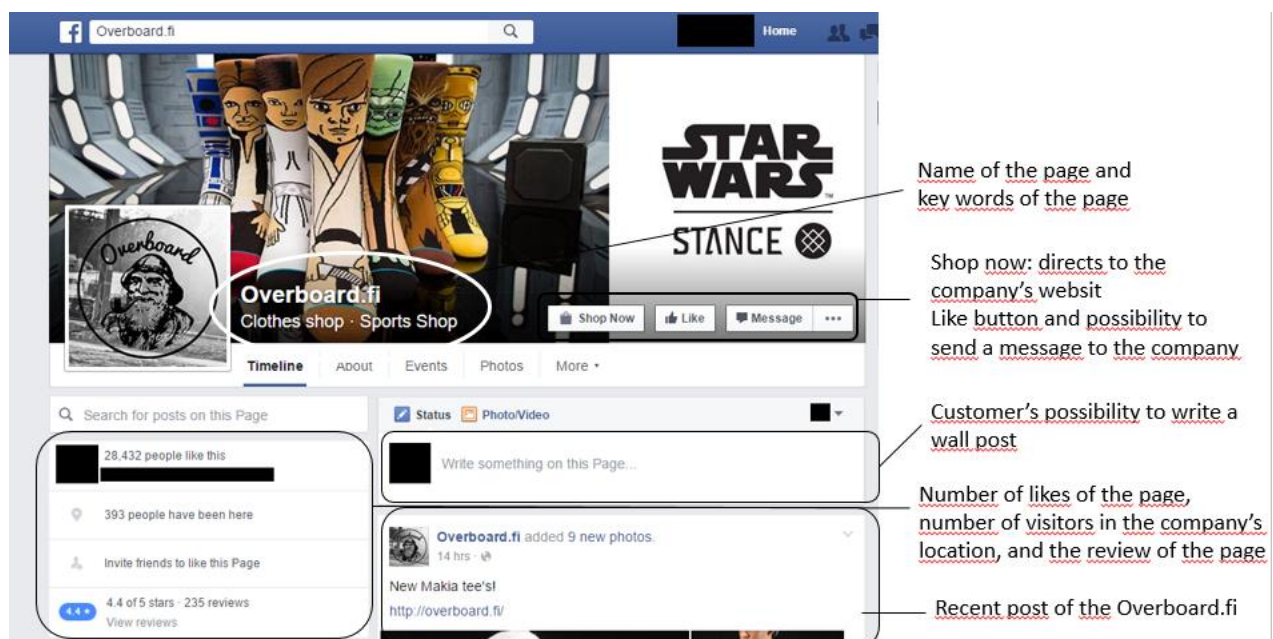 Overboard.fi
Home
STAR
WARS
STANCE
Overboard
Overboard.fi
Clothes shop · Sports Shop
Shop Now
Like
Message
Timeline
About
Events
Photos
More
Search for posts on this Page
28,432 people like this
393 people have been here
Invite friends to like this Page
4.4
4.4 of 5 stars · 235 reviews
View reviews
Status
Photo/Video
Write something on this Page...
Overboard.fi added 9 new photos.
14 hrs ·
New Makia tee's!
http://overboard.fi/
Name of the page and
key words of the page
Shop now: directs to the
company's websit
Like button and possibility to
send a message to the company
Customer's possibility to write a
wall post
Number of likes of the page,
number of visitors in the company's
location, and the review of the page
Recent post of the Overboard.fi